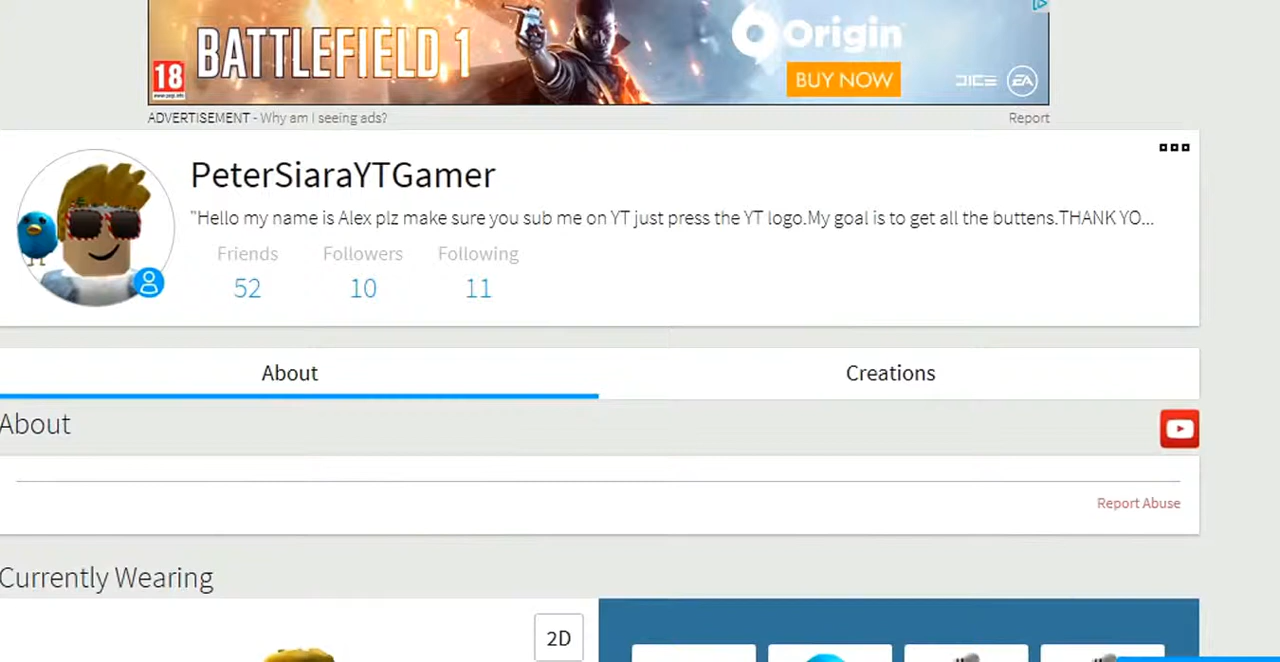 BATTLEFIELD 1
Origin
18
BUY NOW
DICE EA
ADVERTISEMENT - Why am I seeing ads?
Report
PeterSiaraYTGamer
"Hello my name is Alex plz make sure you sub me on YT just press the YT logo.My goal is to get all the buttens.THANK YO...
Friends Followers Following
52 10 11
About Creations
About
Report Abuse
Currently Wearing
2D